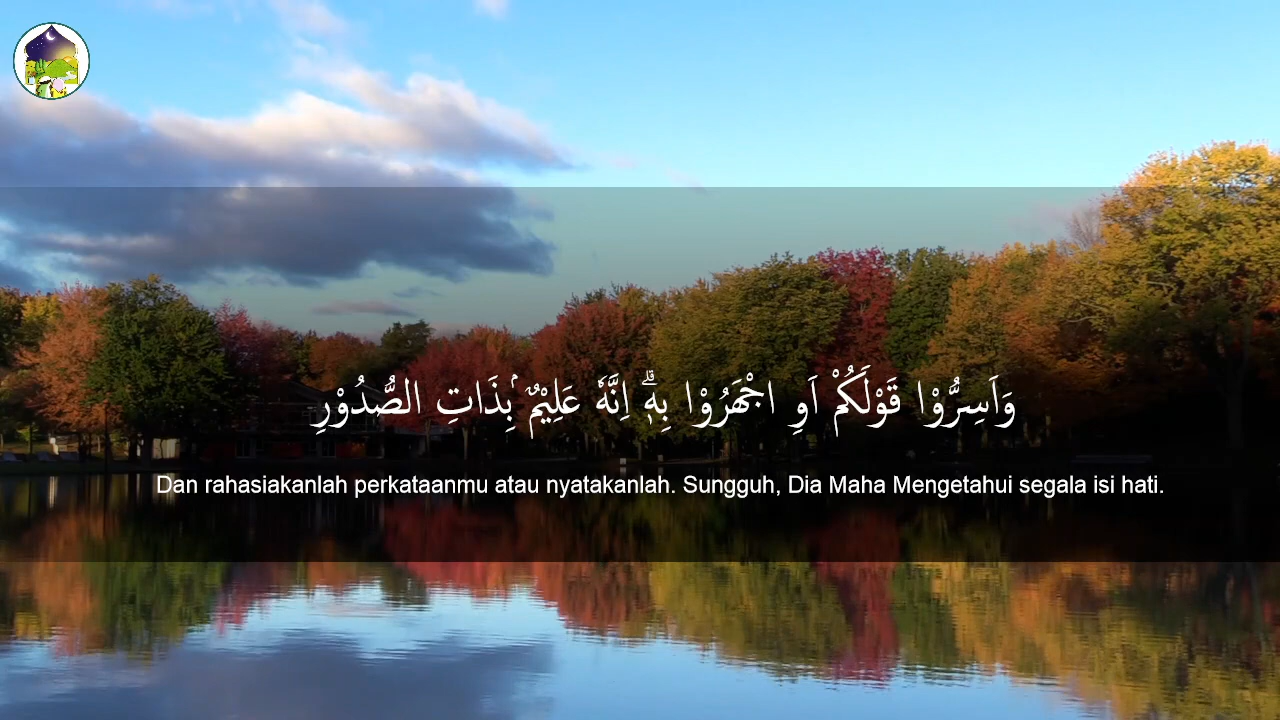 وَاَسِرُّوْا قَوْلَكُمْ اَوِ اجْهَرُوْا بِهٖۗ اِنَّهٗ عَلِيْمٌ ۢبِذَاتِ الصُّدُوْرِ
Dan rahasiakanlah perkataanmu atau nyatakanlah. Sungguh, Dia Maha Mengetahui segala isi hati.